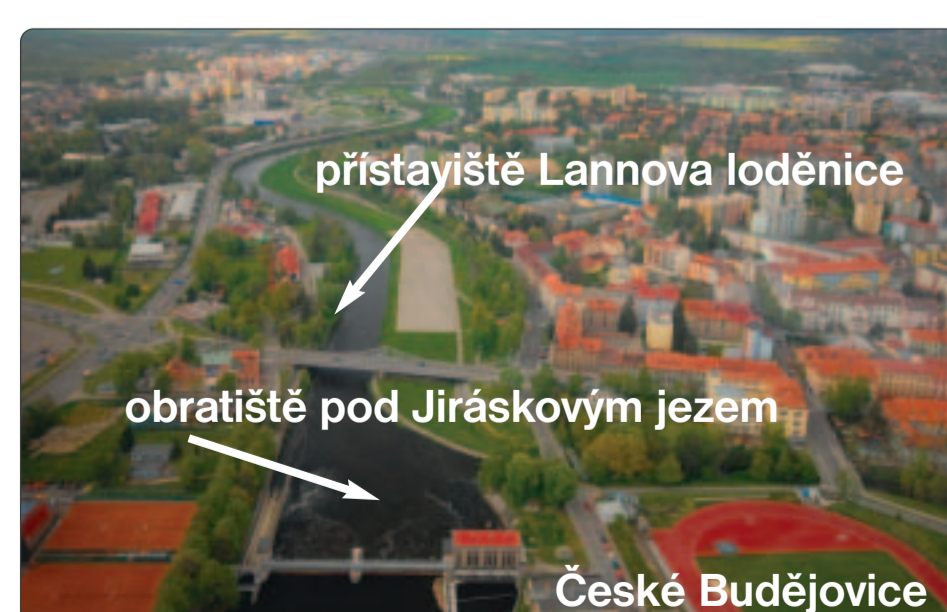 přístaviště Lannova loděnice
obratiště pod Jiráskovým jezem
České Budějovice